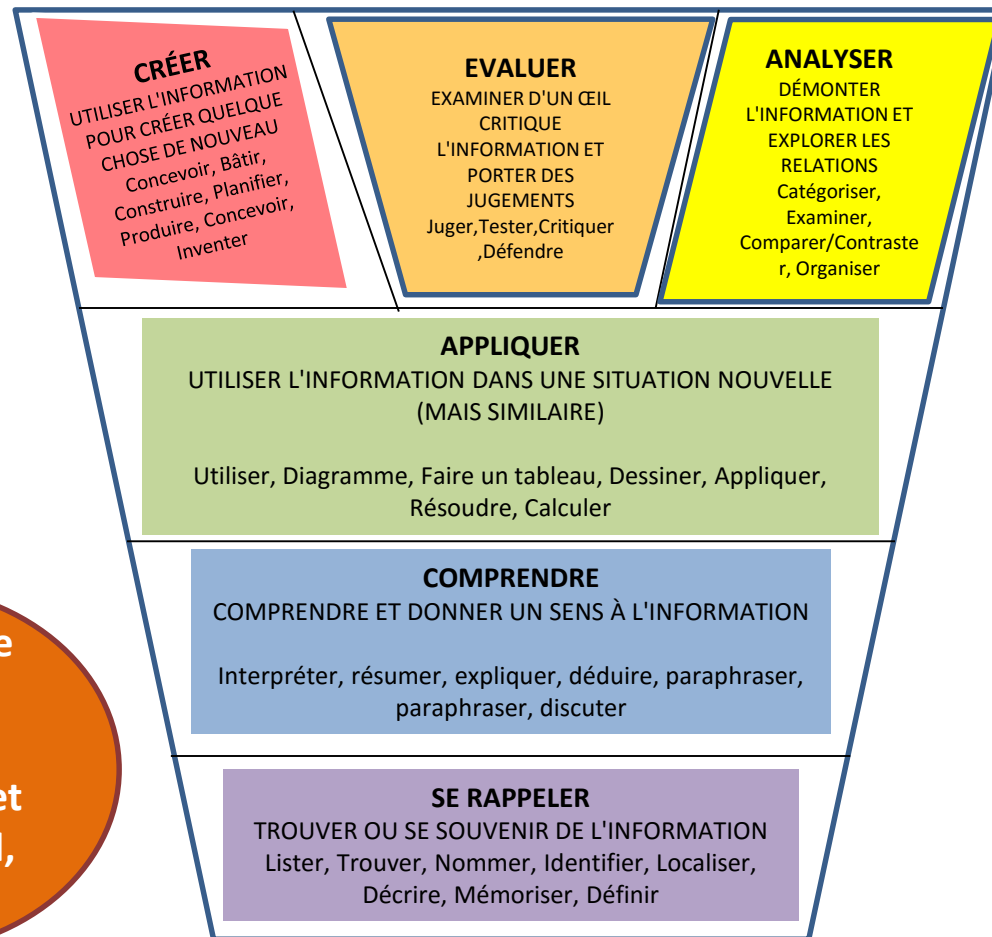 CRÉER
UTILISER L'INFORMATION
POUR CRÉER QUELQUE
CHOSE DE NOUVEAU
Concevoir, Bâtir,
Construire, Planifier,
Produire, Concevoir,
Inventer
EVALUER
EXAMINER D'UN ŒIL
CRITIQUE
L'INFORMATION ET
PORTER DES
JUGEMENTS
Juger,Tester,Critiquer
,Défendre
ANALYSER
DÉMONTER
L'INFORMATION ET
EXPLORER LES
RELATIONS
Catégoriser,
Examiner,
Comparer/Contraste
r, Organiser
APPLIQUER
UTILISER L'INFORMATION DANS UNE SITUATION NOUVELLE
(MAIS SIMILAIRE)
Utiliser, Diagramme, Faire un tableau, Dessiner, Appliquer,
Résoudre, Calculer
COMPRENDRE
COMPRENDRE ET DONNER UN SENS À L'INFORMATION
Interpréter, résumer, expliquer, déduire, paraphraser,
paraphraser, discuter
SE RAPPELER
TROUVER OU SE SOUVENIR DE L'INFORMATION
Lister, Trouver, Nommer, Identifier, Localiser,
Décrire, Mémoriser, Définir
et